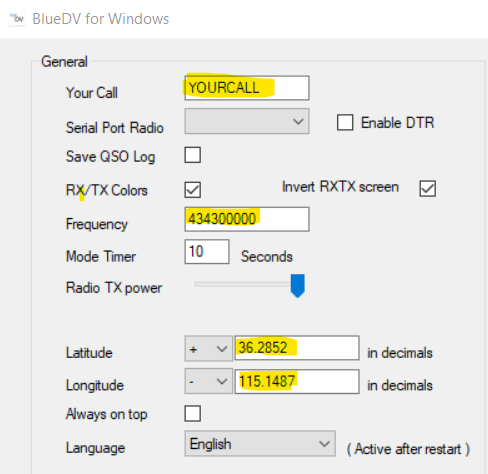 BlueDV for Windows
General
Your Call YOURCALL
Serial Port Radio Enable DTR
Save QSO Log
RX/TX Colors Invert RXTX screen
Frequency 434300000
Mode Timer 10 Seconds
Radio TX power
Latitude + 36.2852 in decimals
Longitude - 115.1487 in decimals
Always on top
Language English ( Active after restart )